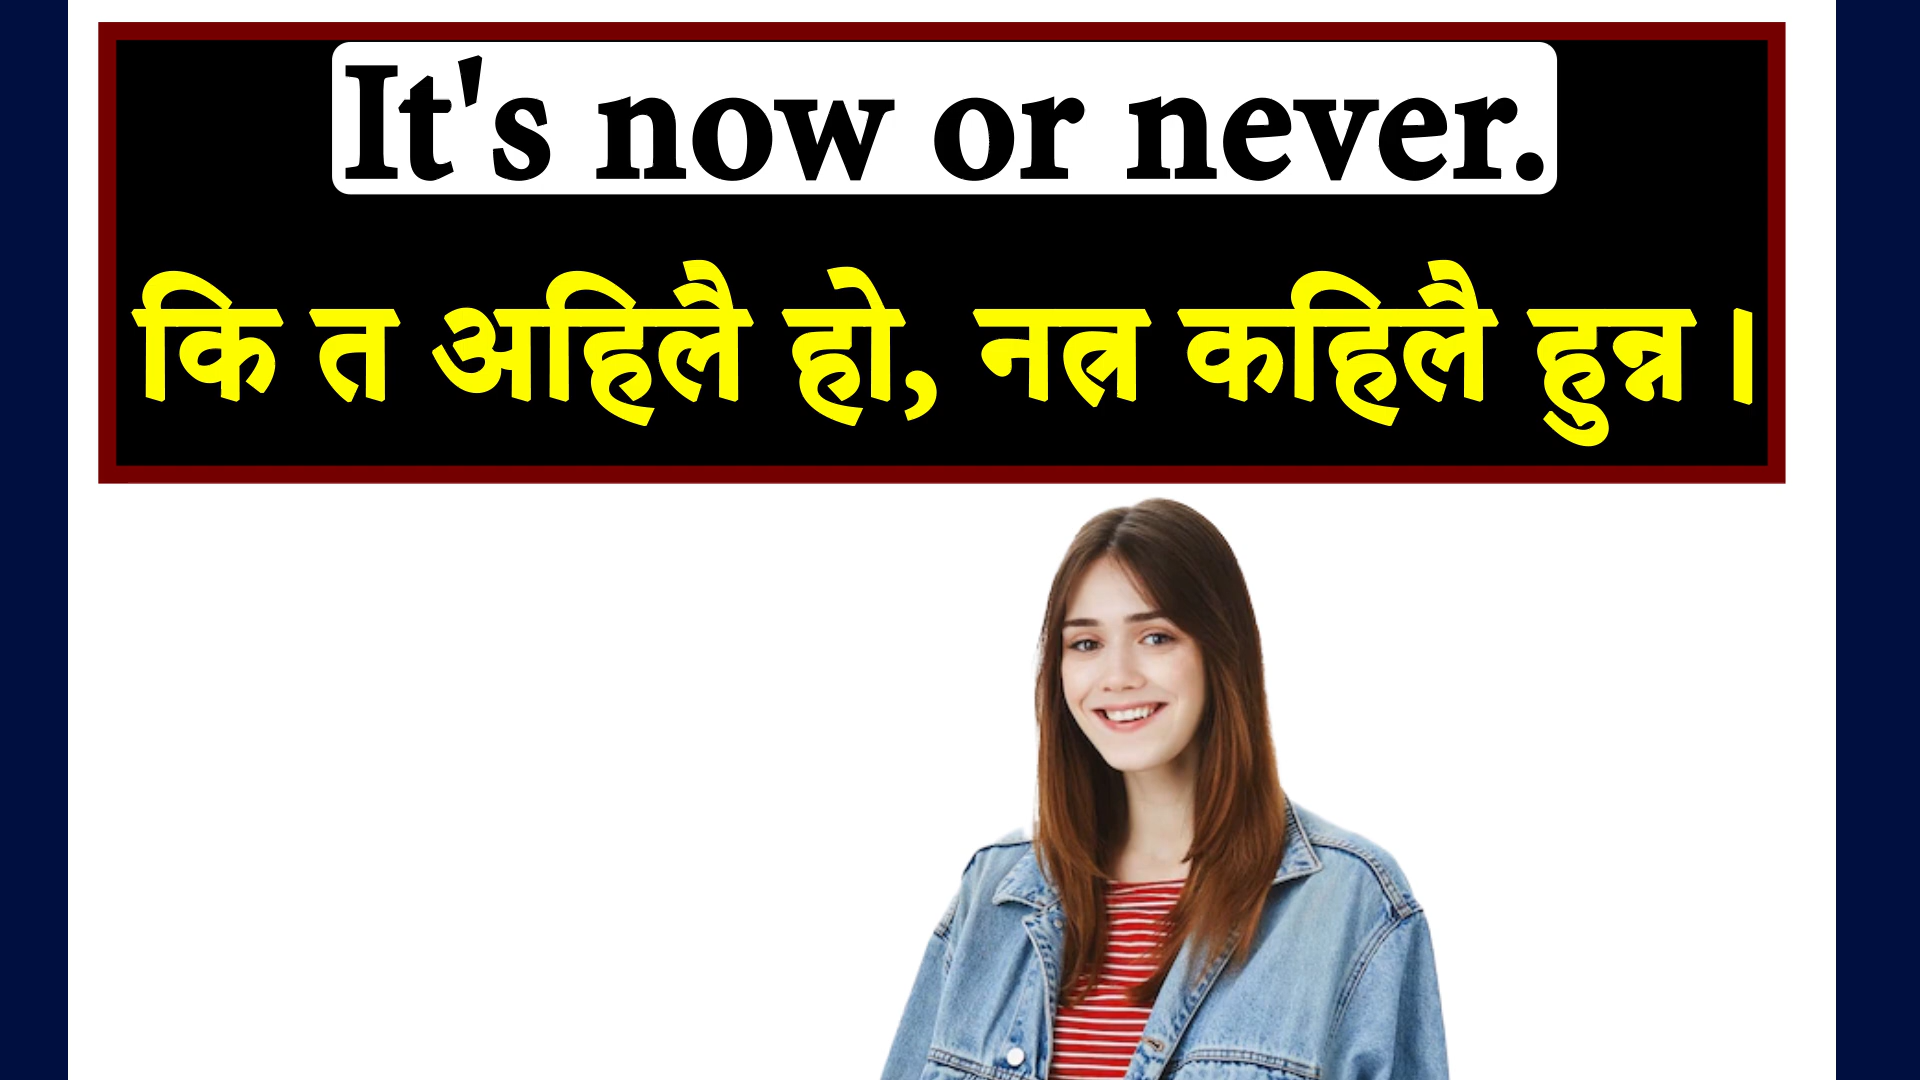 It's now or never.
कि त अहिलै हो, नत्र कहिलै हुन्न ।